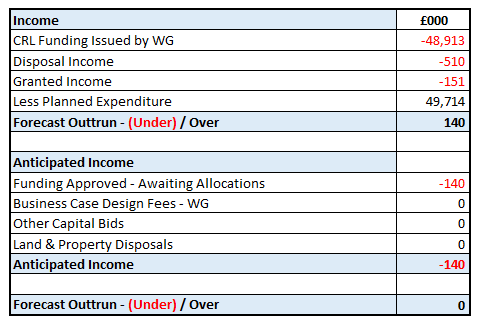 Income £000
CRL Funding Issued by WG -48,913
Disposal Income -510
Granted Income -151
Less Planned Expenditure 49,714
Forecast Outtrun - (Under) / Over 140
Anticipated Income
Funding Approved - Awaiting Allocations -140
Business Case Design Fees - WG 0
Other Capital Bids 0
Land & Property Disposals 0
Anticipated Income -140
Forecast Outrun - (Under) / Over 0